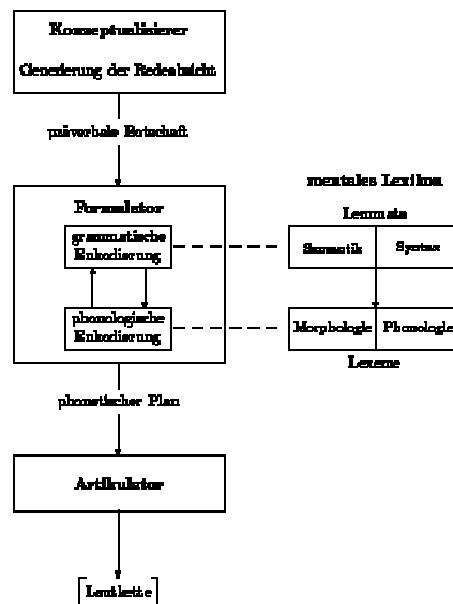 Konzeptualisierer
Generierung der Redeabsicht
präverbale Botschaft
mentales Lexikon
Formulator
Lemmata
grammatische
Enkodierung
Semantik
Syntax
phonologische
Enkodierung
Morphologie
Phonologie
Lexeme
phonetischer Plan
Artikulator
[Lautkette]